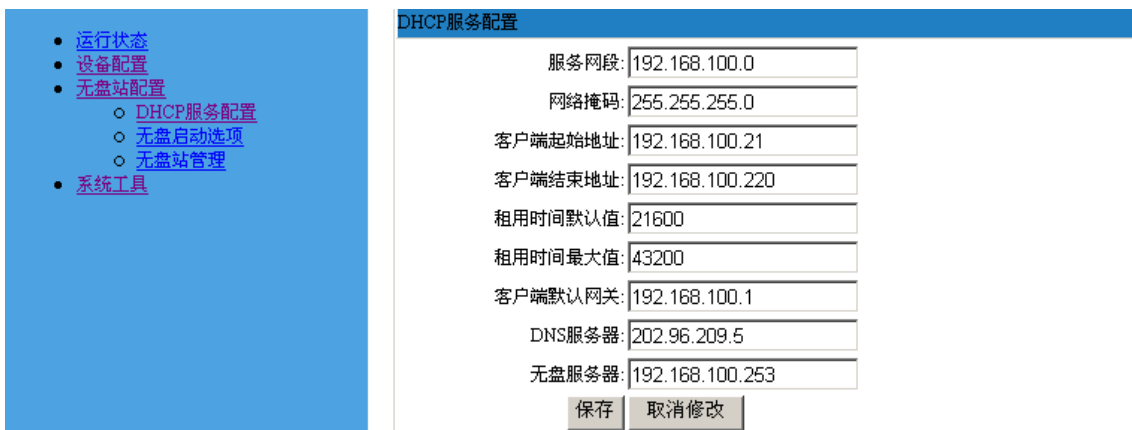 运行状态
设备配置
无盘站配置
DHCP服务配置
无盘启动选项
无盘站管理
系统工具
DHCP服务配置
服务网段: 192.168.100.0
网络掩码: 255.255.255.0
客户端起始地址: 192.168.100.21
客户端结束地址: 192.168.100.220
租用时间默认值: 21600
租用时间最大值: 43200
客户端默认网关: 192.168.100.1
DNS服务器: 202.96.209.5
无盘服务器: 192.168.100.253
保存 取消修改